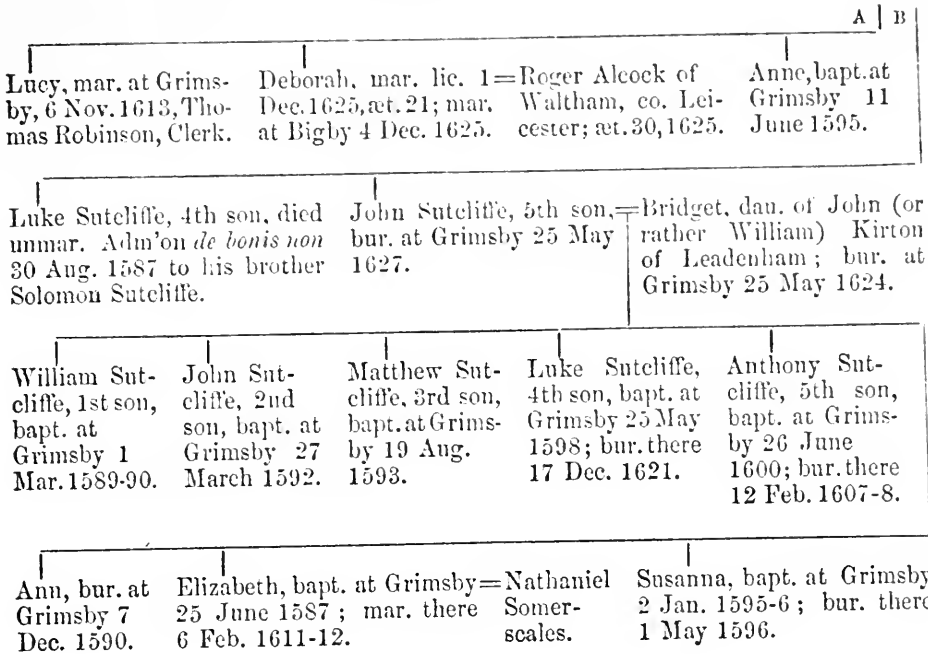 A | B
Lucy, mar. at Grims-
by, 6 Nov. 1613, Tho-
mas Robinson, Clerk.
Deborah, mar. lic. 1=Roger Alcock of
Dec. 1625, æt. 21; mar. Waltham, co. Lei-
at Bigby 4 Dec. 1625. cester; æt. 30, 1625.
Anne, bapt. at
Grimsby 11
June 1595.
Luke Sutcliffe, 4th son, died
unmar. Adm'on de bonis non
30 Aug. 1587 to his brother
Solomon Sutcliffe.
John Sutcliffe, 5th son,=Bridget, dau. of John (or
bur. at Grimsby 25 May rather William) Kirton
1627. of Leadenham; bur. at
Grimsby 25 May 1624.
William Sut-
cliffe, 1st son,
bapt. at
Grimsby 1
Mar. 1589-90.
John Sut-
cliffe, 2nd
son, bapt. at
Grimsby 27
March 1592.
Matthew Sut-
cliffe, 3rd son,
bapt. at Grims-
by 19 Aug.
1593.
Luke Sutcliffe,
4th son, bapt. at
Grimsby 25 May
1598; bur. there
17 Dec. 1621.
Anthony Sut-
cliffe, 5th son,
bapt. at Grims-
by 26 June
1600; bur. there
12 Feb. 1607-8.
Ann, bur. at
Grimsby 7
Dec. 1590.
Elizabeth, bapt. at Grimsby=Nathaniel
25 June 1587; mar. there Somer-
6 Feb. 1611-12. scales.
Susanna, bapt. at Grimsby
2 Jan. 1595-6; bur. there
1 May 1596.